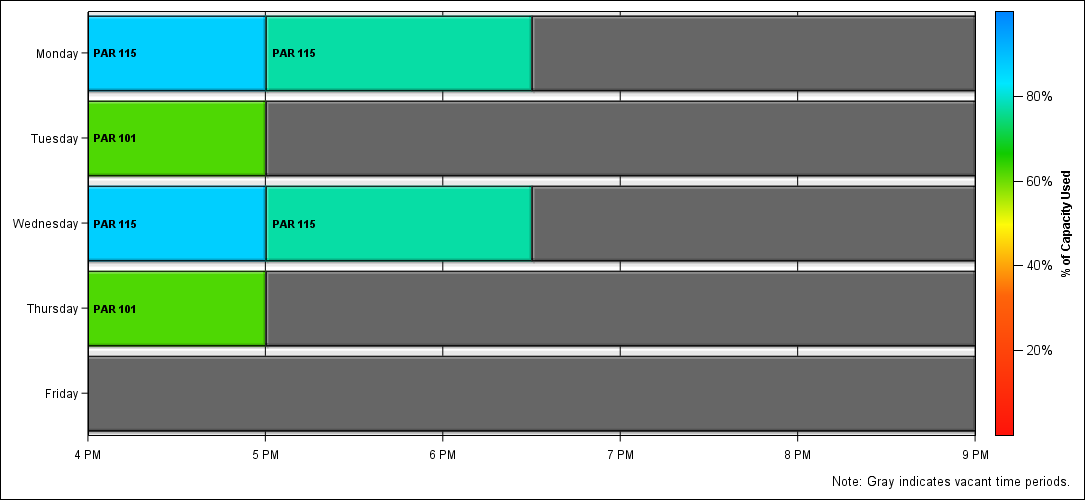 Monday
PAR 115
PAR 115
Tuesday
PAR 101
Wednesday
PAR 115
PAR 115
Thursday
PAR 101
Friday
4 PM
5 PM
6 PM
7 PM
8 PM
9 PM
80%
60%
40%
20%
% of Capacity Used
Note: Gray indicates vacant time periods.